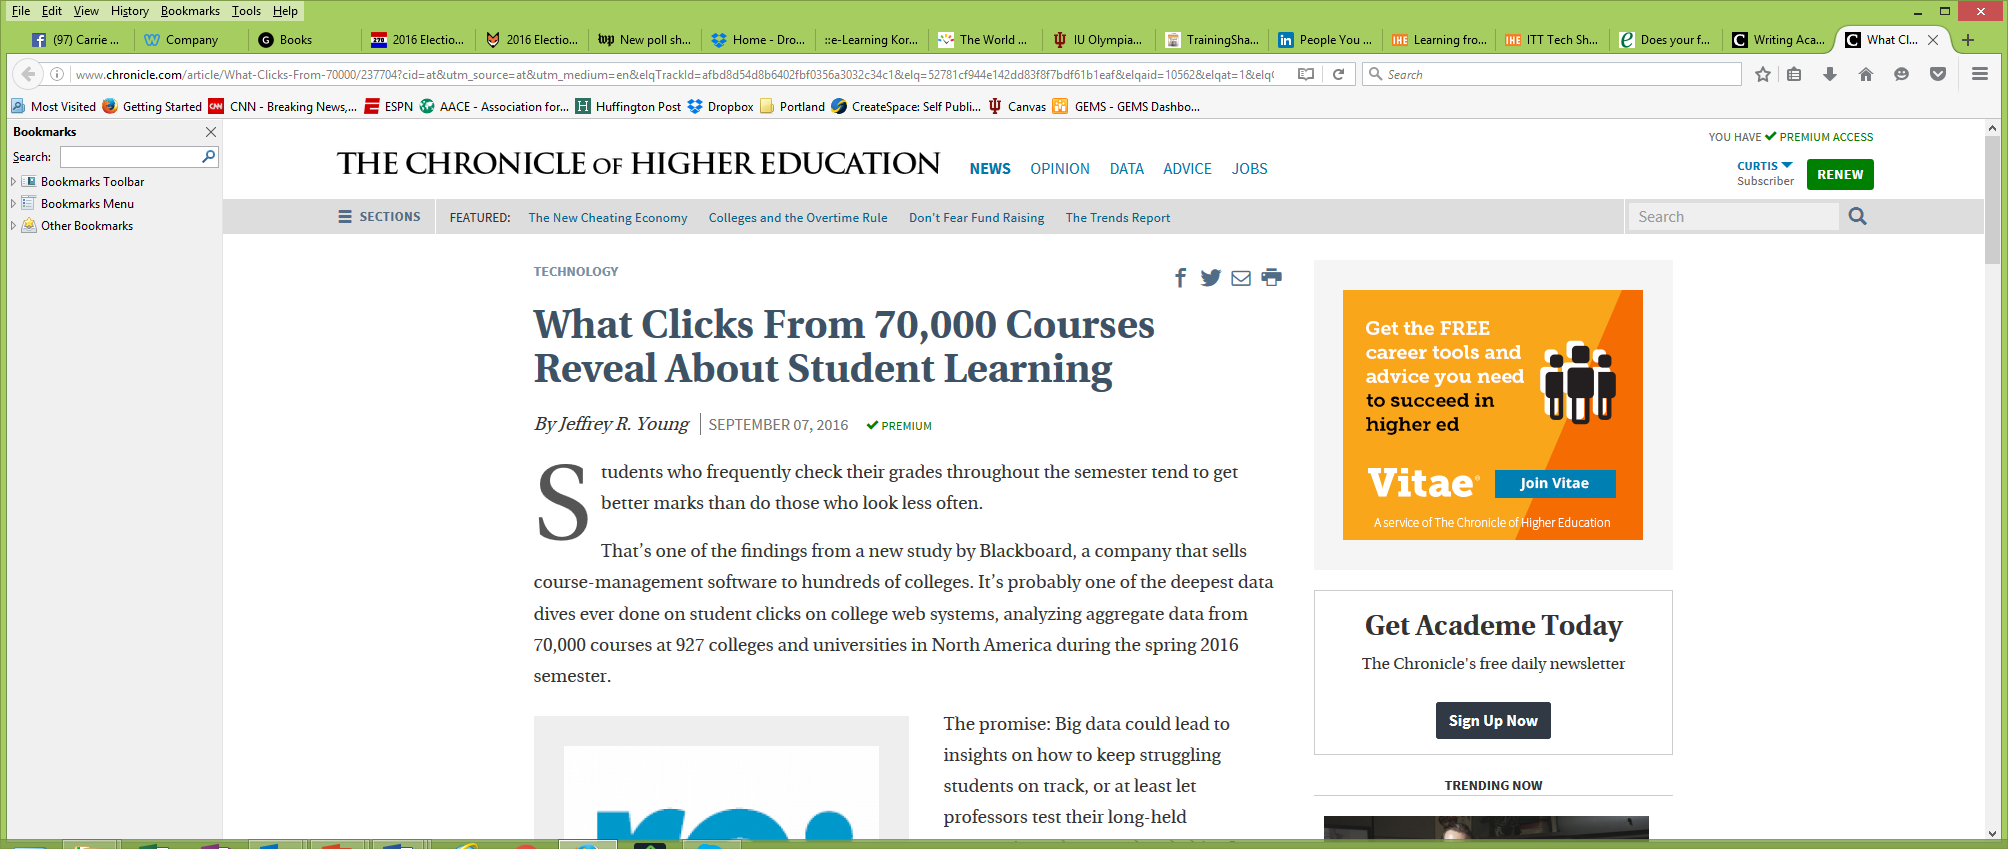 File Edit View History Bookmarks Tools Help
(97) Carrie ... Company Books 2016 Electio... 2016 Electio... New poll sh... Home - Dro... ::e-Learning Kor... The World ... IU Olympia... TrainingSha... People You ... Learning fro... ITT Tech Sh... Does your f... Writing Aca... What Cl...
www.chronicle.com/article/What-Clicks-From-70000/237704?cid=at&utm_source=at&utm_medium=en&elqTrackId=afbd8d54d8b6402fbf0356a3032c34c1&elq=52781cf944e142dd83f8f7bdf61b1eaf&elqaid=10562&elqat=1&elq Search
Most Visited Getting Started CNN - Breaking News,... ESPN AACE - Association for... Huffington Post Dropbox Portland CreateSpace: Self Publi... Canvas GEMS - GEMS Dashbo...
Bookmarks
Search:
Bookmarks Toolbar
Bookmarks Menu
Other Bookmarks
YOU HAVE PREMIUM ACCESS
THE CHRONICLE OF HIGHER EDUCATION NEWS OPINION DATA ADVICE JOBS
CURTIS
Subscriber
RENEW
SECTIONS FEATURED: The New Cheating Economy Colleges and the Overtime Rule Don't Fear Fund Raising The Trends Report Search
TECHNOLOGY
What Clicks From 70,000 Courses
Reveal About Student Learning
By Jeffrey R. Young SEPTEMBER 07, 2016 PREMIUM
Students who frequently check their grades throughout the semester tend to get
better marks than do those who look less often.
That's one of the findings from a new study by Blackboard, a company that sells
course-management software to hundreds of colleges. It's probably one of the deepest data
dives ever done on student clicks on college web systems, analyzing aggregate data from
70,000 courses at 927 colleges and universities in North America during the spring 2016
semester.
The promise: Big data could lead to
insights on how to keep struggling
students on track, or at least let
professors test their long-held
Get the FREE
career tools and
advice you need
to succeed in
higher ed
Vitae
Join Vitae
A service of The Chronicle of Higher Education
Get Academe Today
The Chronicle's free daily newsletter
Sign Up Now
TRENDING NOW